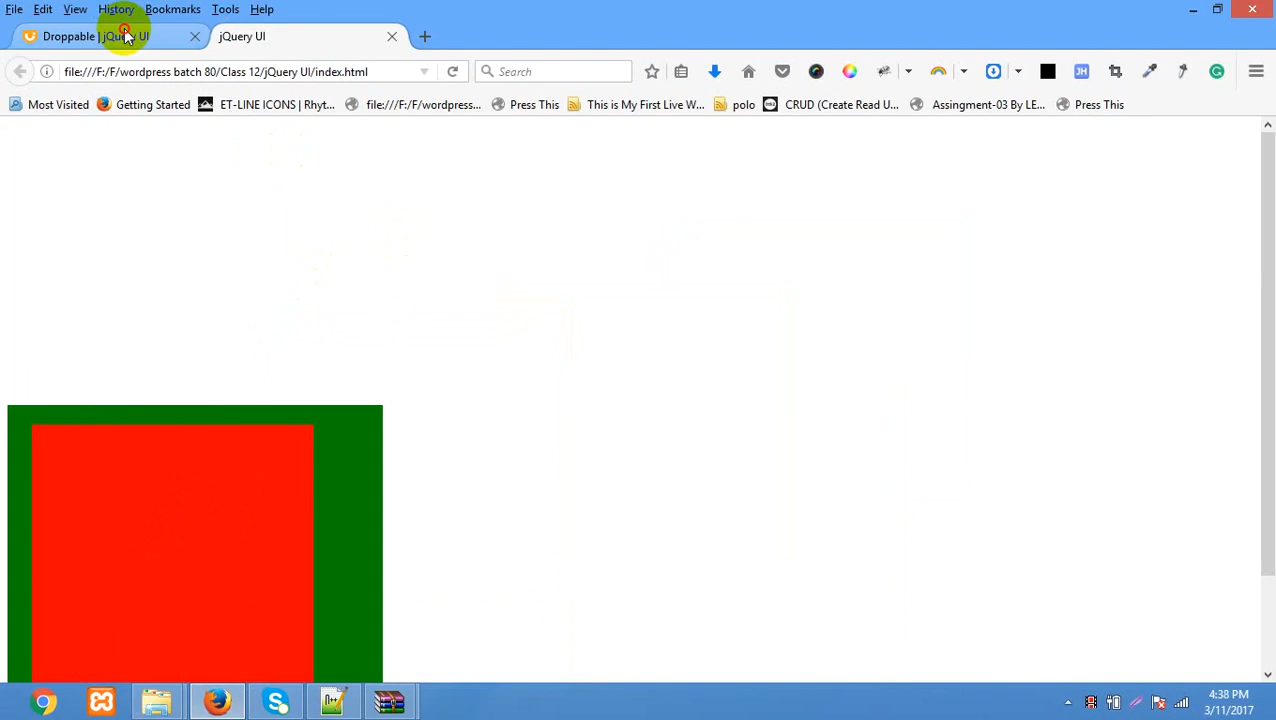 File Edit View History Bookmarks Tools Help
Droppable | jQuery UI jQuery UI
file:///F:/F/wordpress batch 80/Class 12/jQuery UI/index.html Search
Most Visited Getting Started ET-LINE ICONS | Rhyt... file:///F:/F/wordpress... Press This This is My First Live W... polo CRUD (Create Read U... Assingment-03 By LE... Press This
4:38 PM
3/11/2017